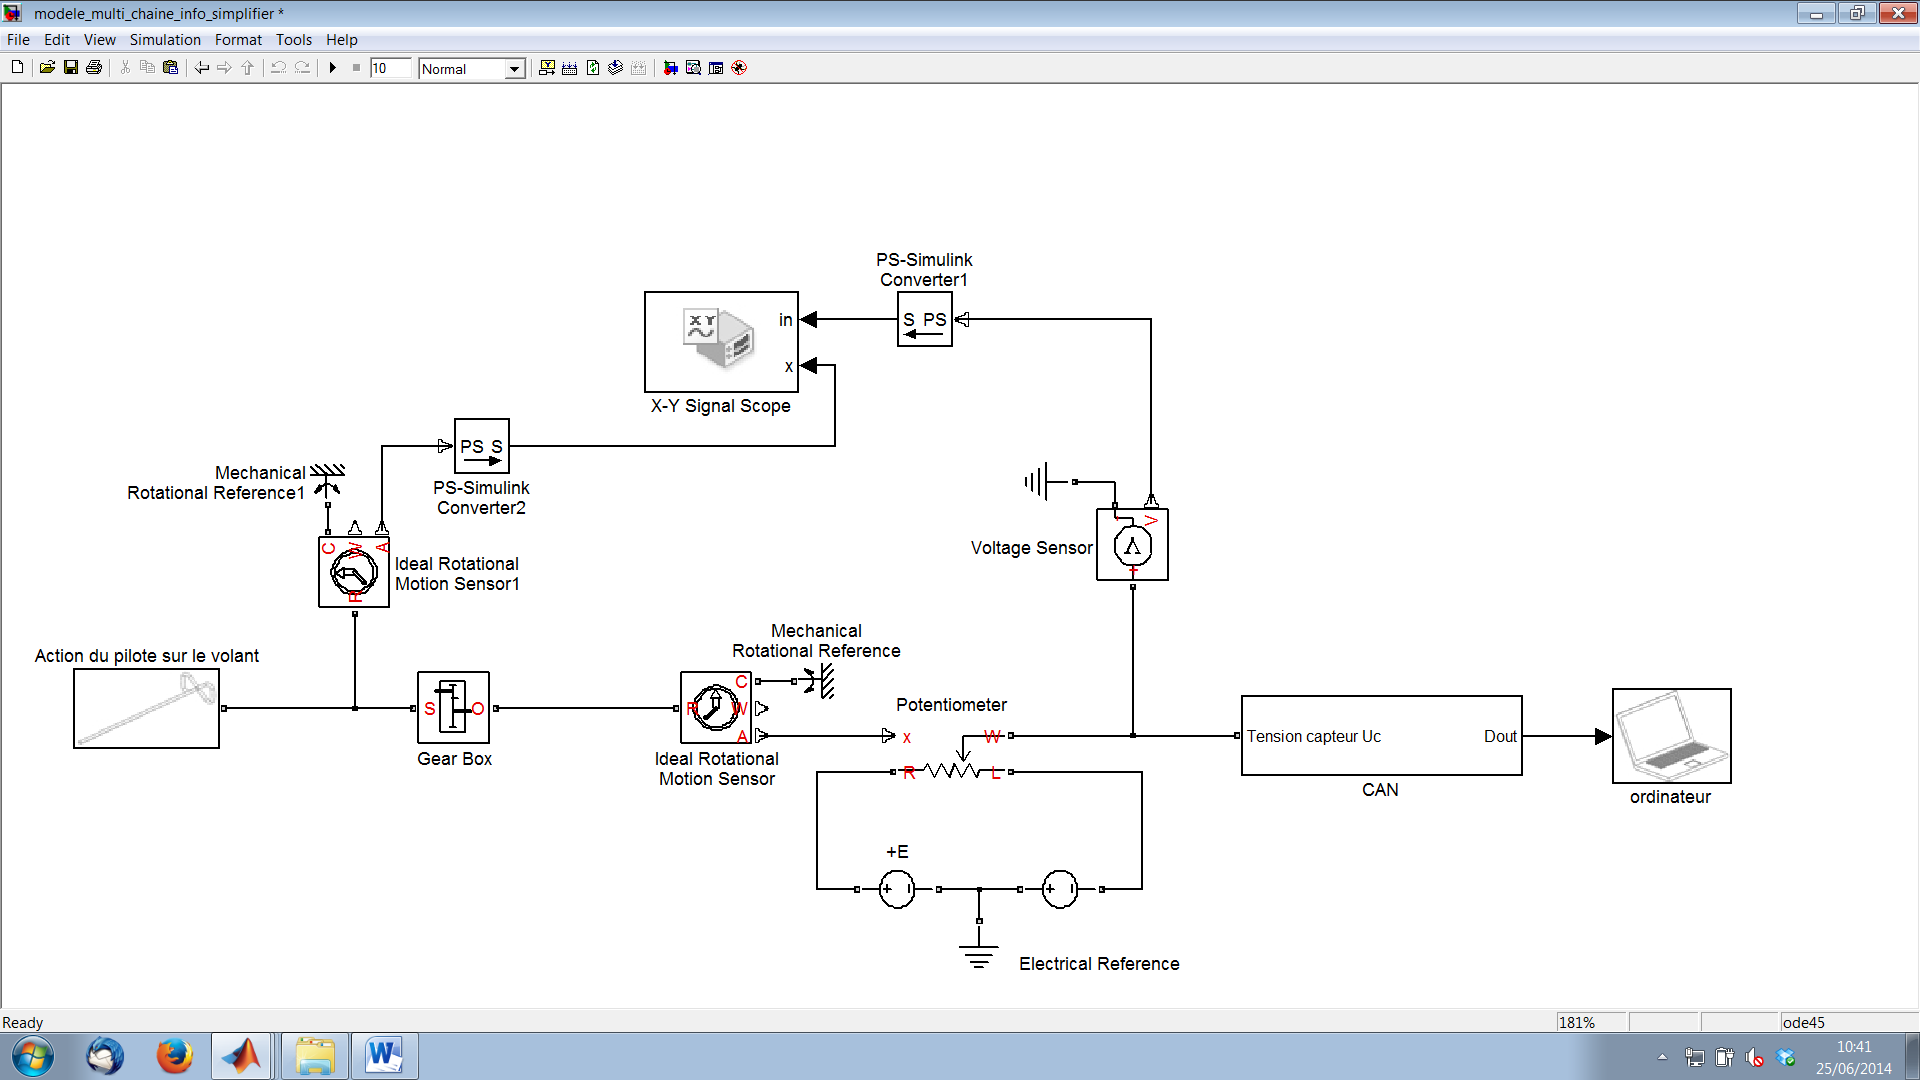 modele_multi_chaine_info_simplifier *
File Edit View Simulation Format Tools Help
10 Normal
PS-Simulink
Converter1
in
S PS
X Y
x
X-Y Signal Scope
PS S
PS-Simulink
Converter2
Mechanical
Rotational Reference1
C W A
R
Ideal Rotational
Motion Sensor1
V
Voltage Sensor
Action du pilote sur le volant
S O
Gear Box
Mechanical
Rotational Reference
C
R W
A
Ideal Rotational
Motion Sensor
Potentiometer
x W
R L
Tension capteur Uc Dout
CAN
ordinateur
+E
Electrical Reference
Ready 181% ode45
10:41
25/06/2014